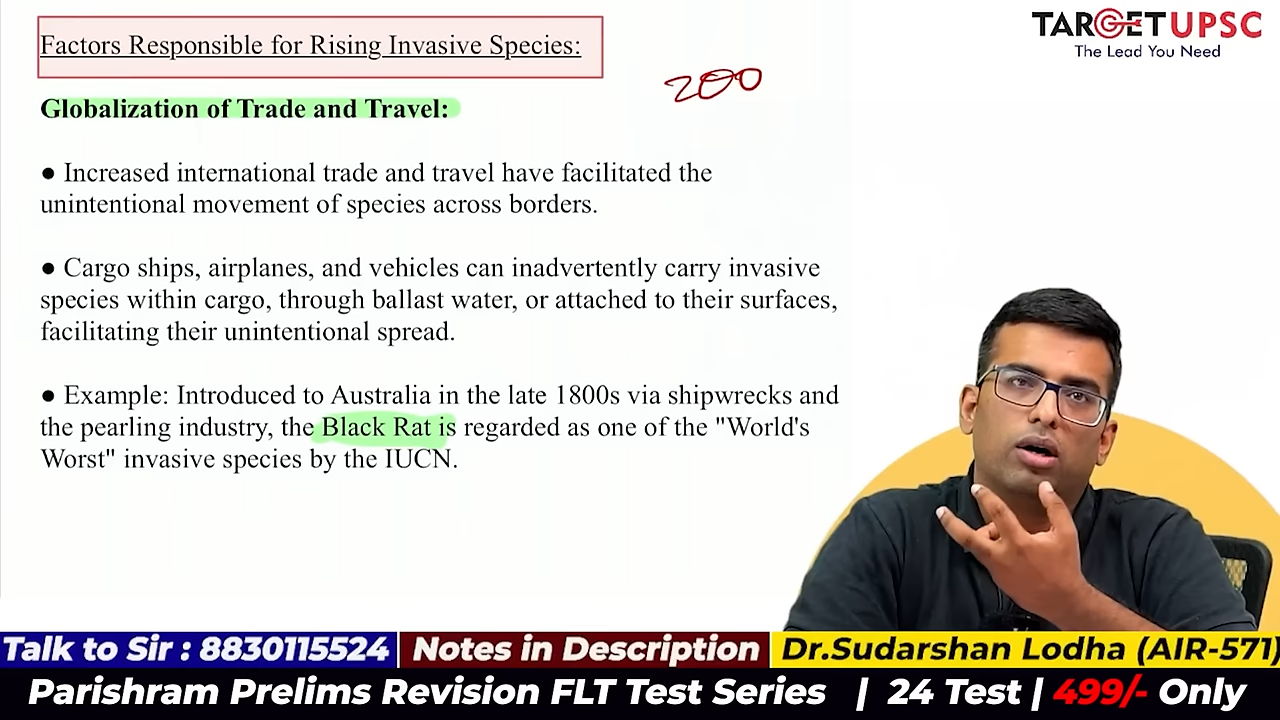 Factors Responsible for Rising Invasive Species:
TARGETUPSC
The Lead You Need
200
Globalization of Trade and Travel:
● Increased international trade and travel have facilitated the
unintentional movement of species across borders.
● Cargo ships, airplanes, and vehicles can inadvertently carry invasive
species within cargo, through ballast water, or attached to their surfaces,
facilitating their unintentional spread.
● Example: Introduced to Australia in the late 1800s via shipwrecks and
the pearling industry, the Black Rat is regarded as one of the "World's
Worst" invasive species by the IUCN.
Talk to Sir : 8830115524
Notes in Description
Dr.Sudarshan Lodha (AIR-571)
Parishram Prelims Revision FLT Test Series | 24 Test | 499/- Only